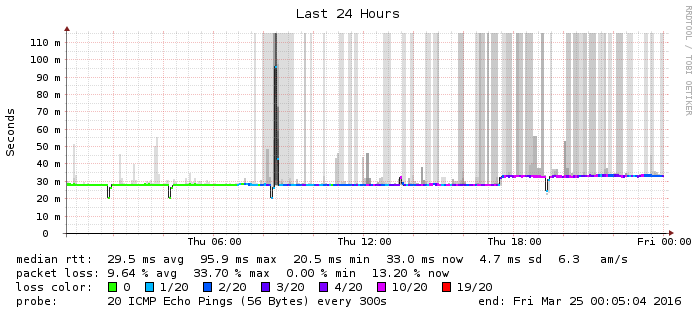 Last 24 Hours
RRDTOOL / TOBI OETIKER
Seconds
110 m
100 m
90 m
80 m
70 m
60 m
50 m
40 m
30 m
20 m
10 m
0
Thu 06:00 Thu 12:00 Thu 18:00 Fri 00:00
median rtt: 29.5 ms avg 95.9 ms max 20.5 ms min 33.0 ms now 4.7 ms sd 6.3 am/s
packet loss: 9.64 % avg 33.70 % max 0.00 % min 13.20 % now
loss color: 0 1/20 2/20 3/20 4/20 10/20 19/20
probe: 20 ICMP Echo Pings (56 Bytes) every 300s end: Fri Mar 25 00:05:04 2016